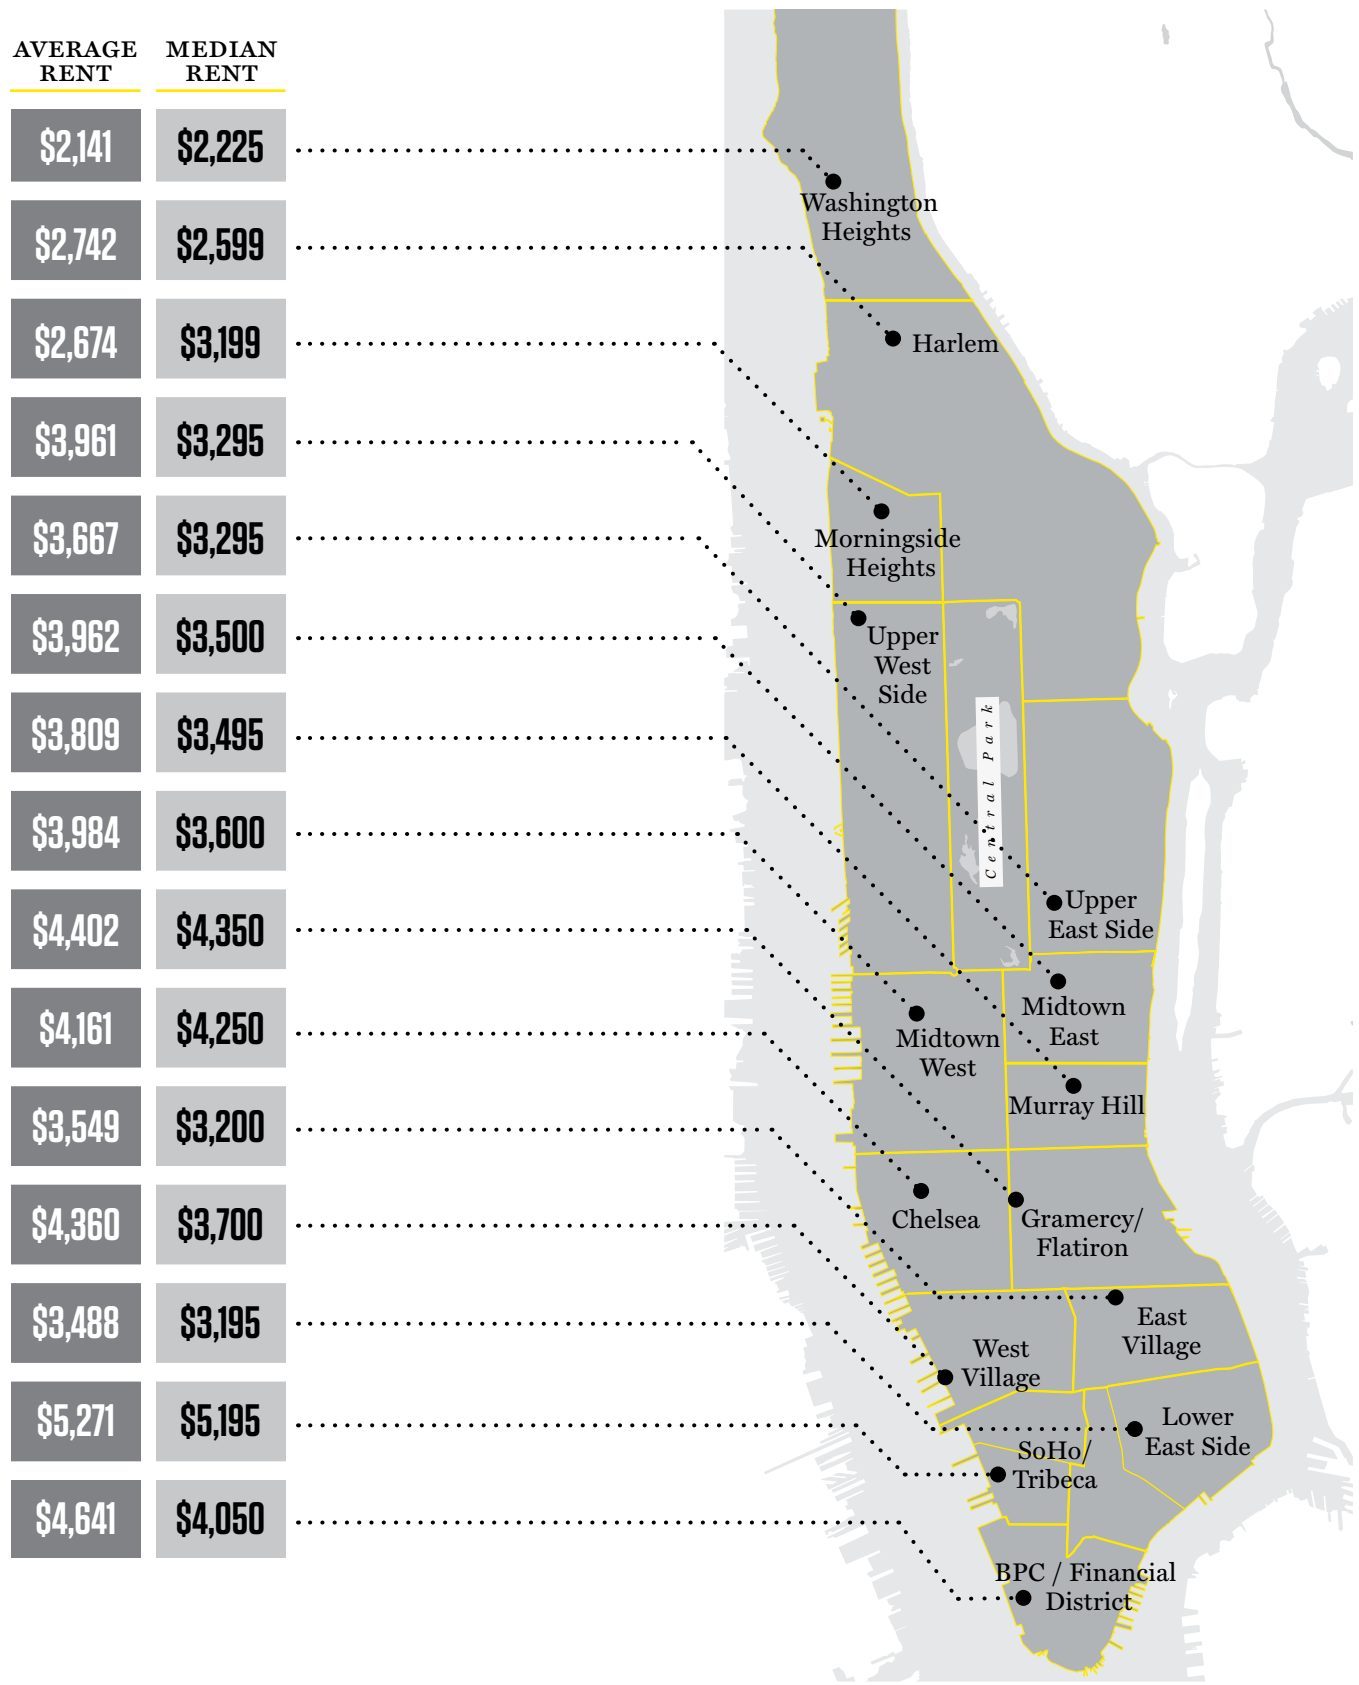 AVERAGE
RENT
MEDIAN
RENT
$2,141 $2,225
$2,742 $2,599
$2,674 $3,199
$3,961 $3,295
$3,667 $3,295
$3,962 $3,500
$3,809 $3,495
$3,984 $3,600
$4,402 $4,350
$4,161 $4,250
$3,549 $3,200
$4,360 $3,700
$3,488 $3,195
$5,271 $5,195
$4,641 $4,050
Washington
Heights
Harlem
Morningside
Heights
Upper
West
Side
Central Park
Upper
East Side
Midtown
East
Midtown
West
Murray Hill
Chelsea
Gramercy/
Flatiron
East
Village
West
Village
Lower
East Side
SoHo/
Tribeca
BPC / Financial
District